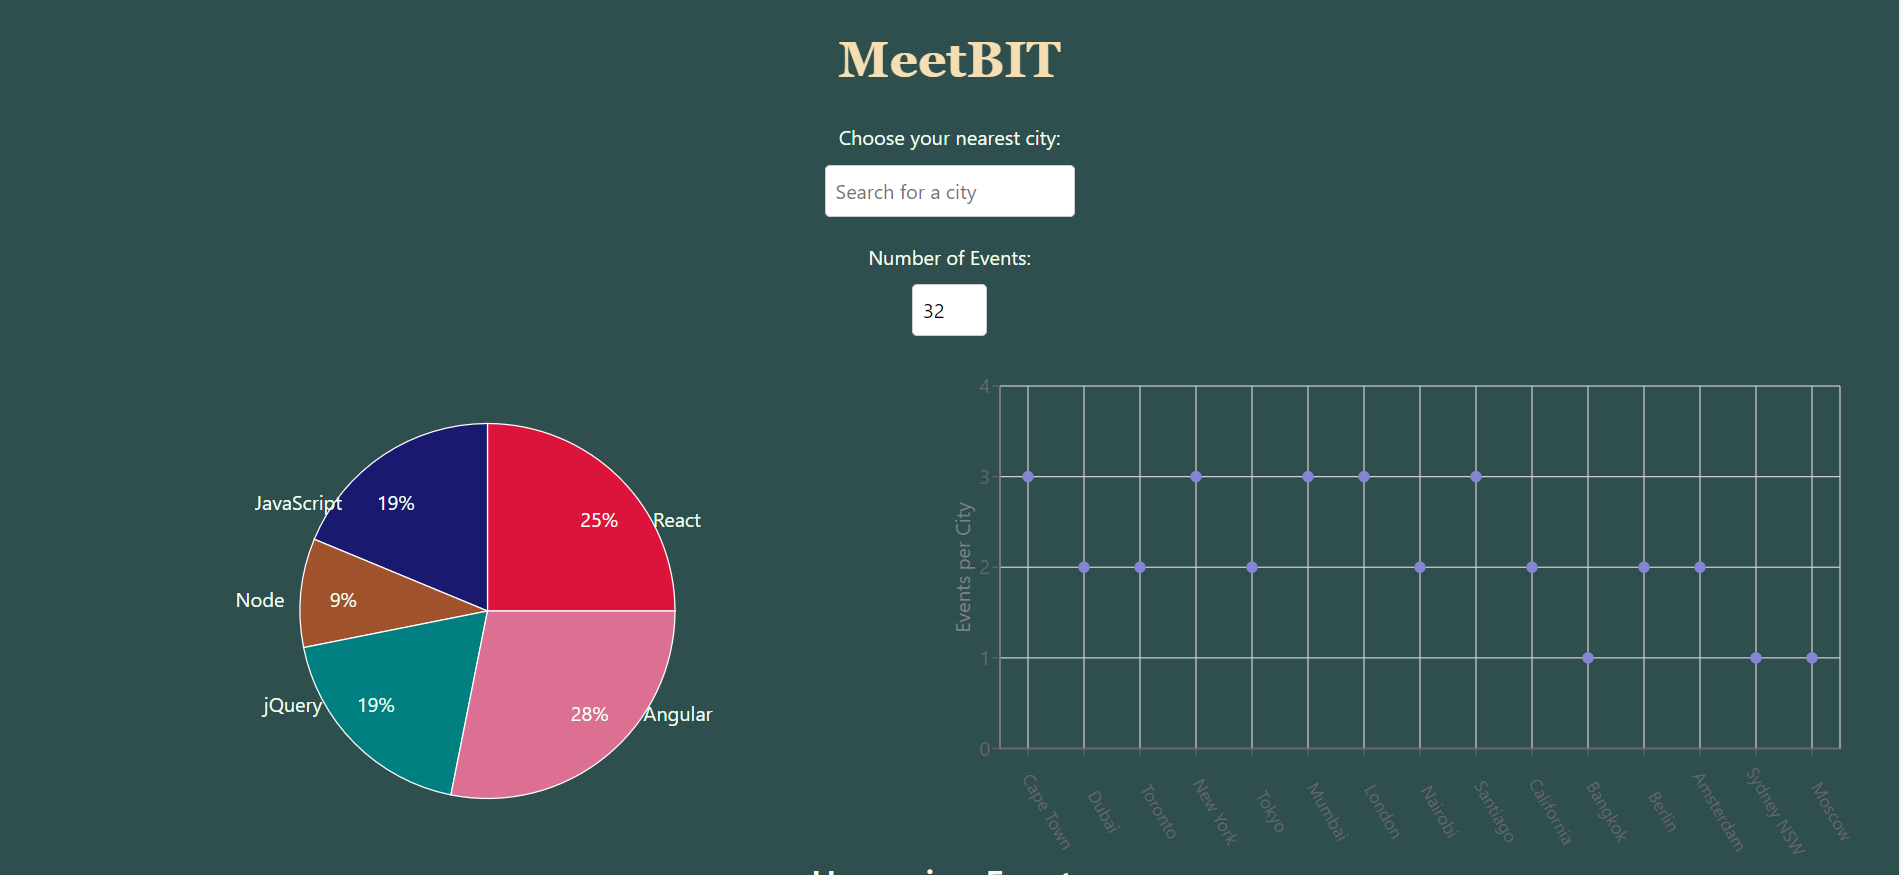 MeetBIT
Choose your nearest city:
Search for a city
Number of Events:
32
JavaScript
19%
25%
React
Node
9%
jQuery
19%
28%
Angular
Events per City
4
3
2
1
0
Cape Town
Dubai
Toronto
New York
Tokyo
Mumbai
London
Nairobi
Santiago
California
Bangkok
Berlin
Amsterdam
Sydney NSW
Moscow